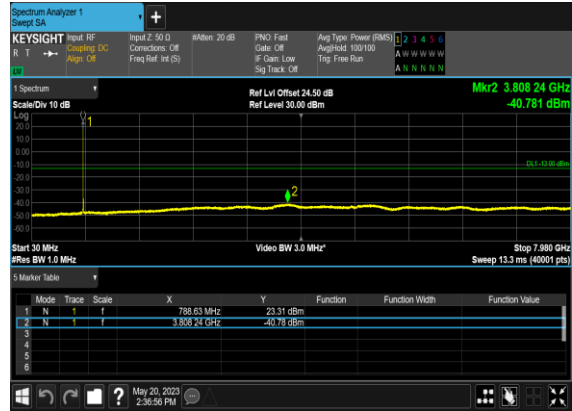 Spectrum Analyzer 1
Swept SA
+
KEYSIGHT Input: RF Input Z: 50 Ω #Atten: 20 dB PNO: Fast Avg Type: Power (RMS) 1 2 3 4 5 6
R T Coupling: DC Corrections: Off Gate: Off Avg|Hold: 100/100 A W W W W W
Align: Off Freq Ref: Int (S) IF Gain: Low Trig: Free Run
Sig Track: Off A N N N N N
1 Spectrum Ref Lvl Offset 24.50 dB Mkr2 3.808 24 GHz
Scale/Div 10 dB Ref Level 30.00 dBm -40.781 dBm
Log
1
20.0
10.0
0.00
-10.0
DL1 -13.00 dBm
-20.0
-30.0
2
-40.0
-50.0
-60.0
Start 30 MHz Video BW 3.0 MHz* Stop 7.980 GHz
#Res BW 1.0 MHz Sweep 13.3 ms (40001 pts)
5 Marker Table
Mode Trace Scale X Y Function Function Width Function Value
1 N 1 f 788.63 MHz 23.31 dBm
2 N 1 f 3.808 24 GHz -40.78 dBm
3
4
5
6
? May 20, 2023
2:36:56 PM